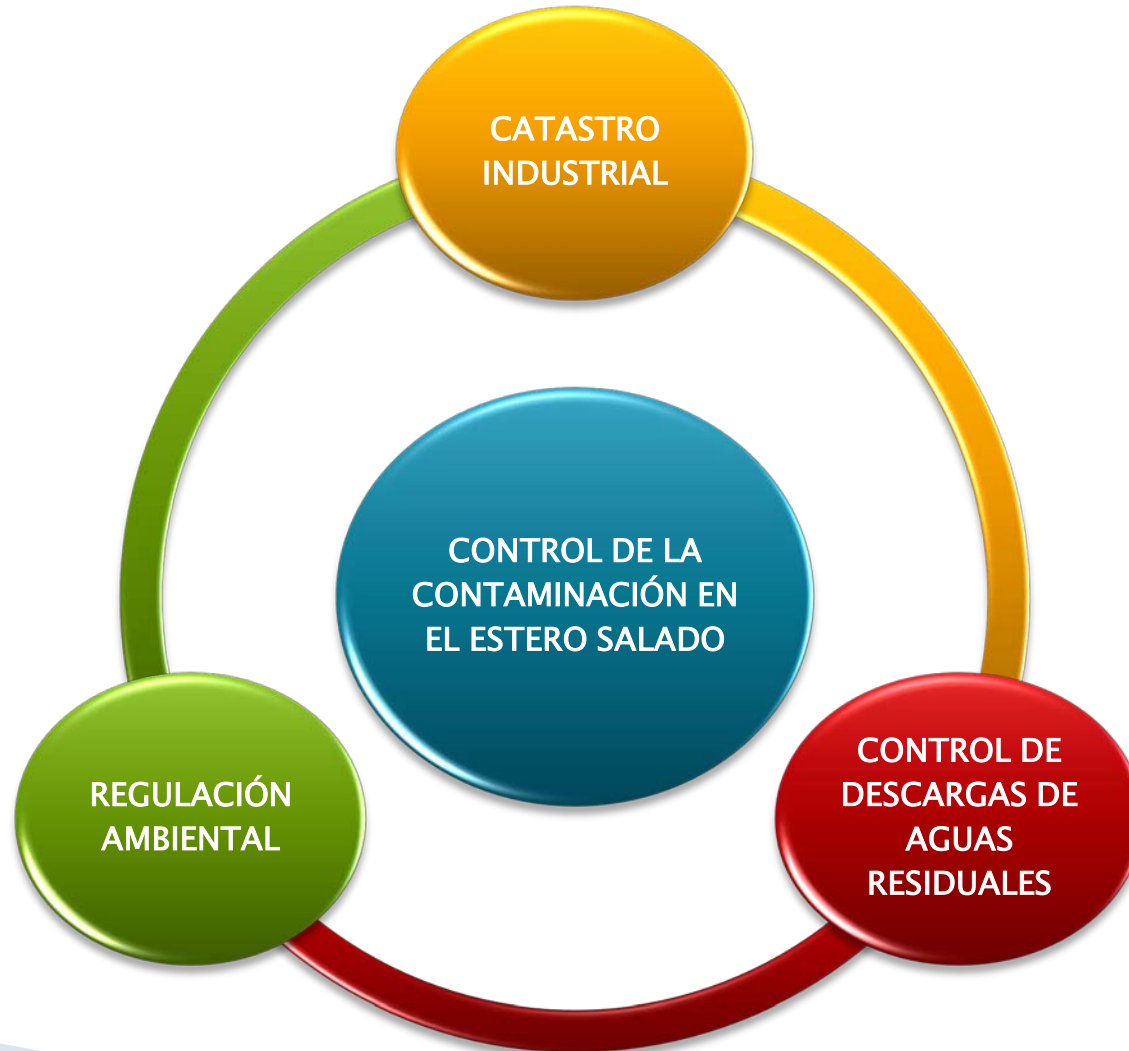 CATASTRO
INDUSTRIAL
CONTROL DE LA
CONTAMINACIÓN EN
EL ESTERO SALADO
REGULACIÓN
AMBIENTAL
CONTROL DE
DESCARGAS DE
AGUAS
RESIDUALES